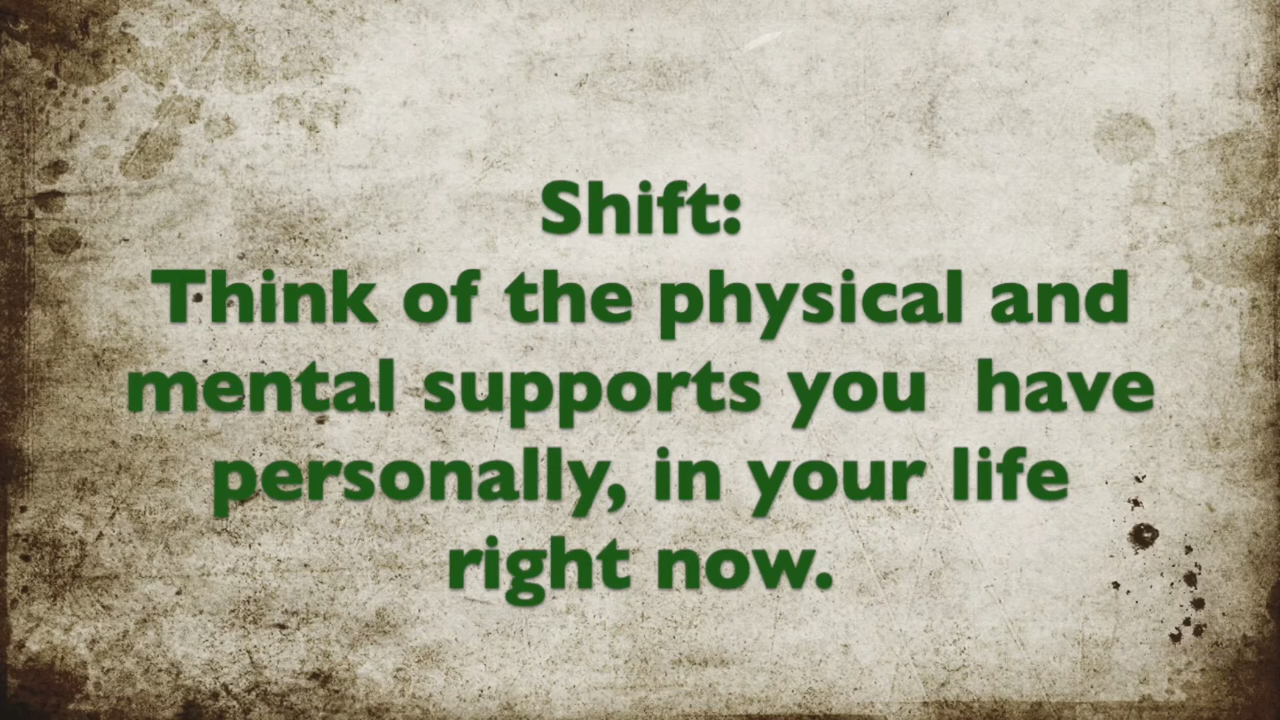 Shift:
Think of the physical and
mental supports you  have
personally, in your life
right now.